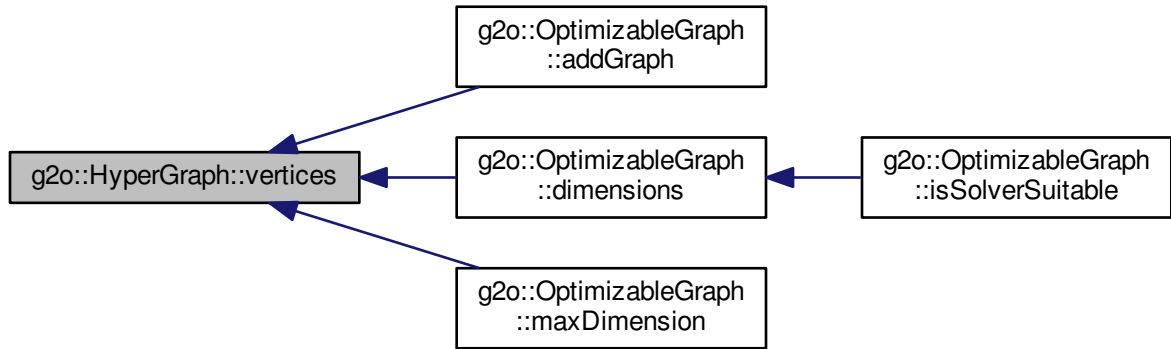 g2o::OptimizableGraph
::addGraph
g2o::HyperGraph::vertices
g2o::OptimizableGraph
::dimensions
g2o::OptimizableGraph
::isSolverSuitable
g2o::OptimizableGraph
::maxDimension